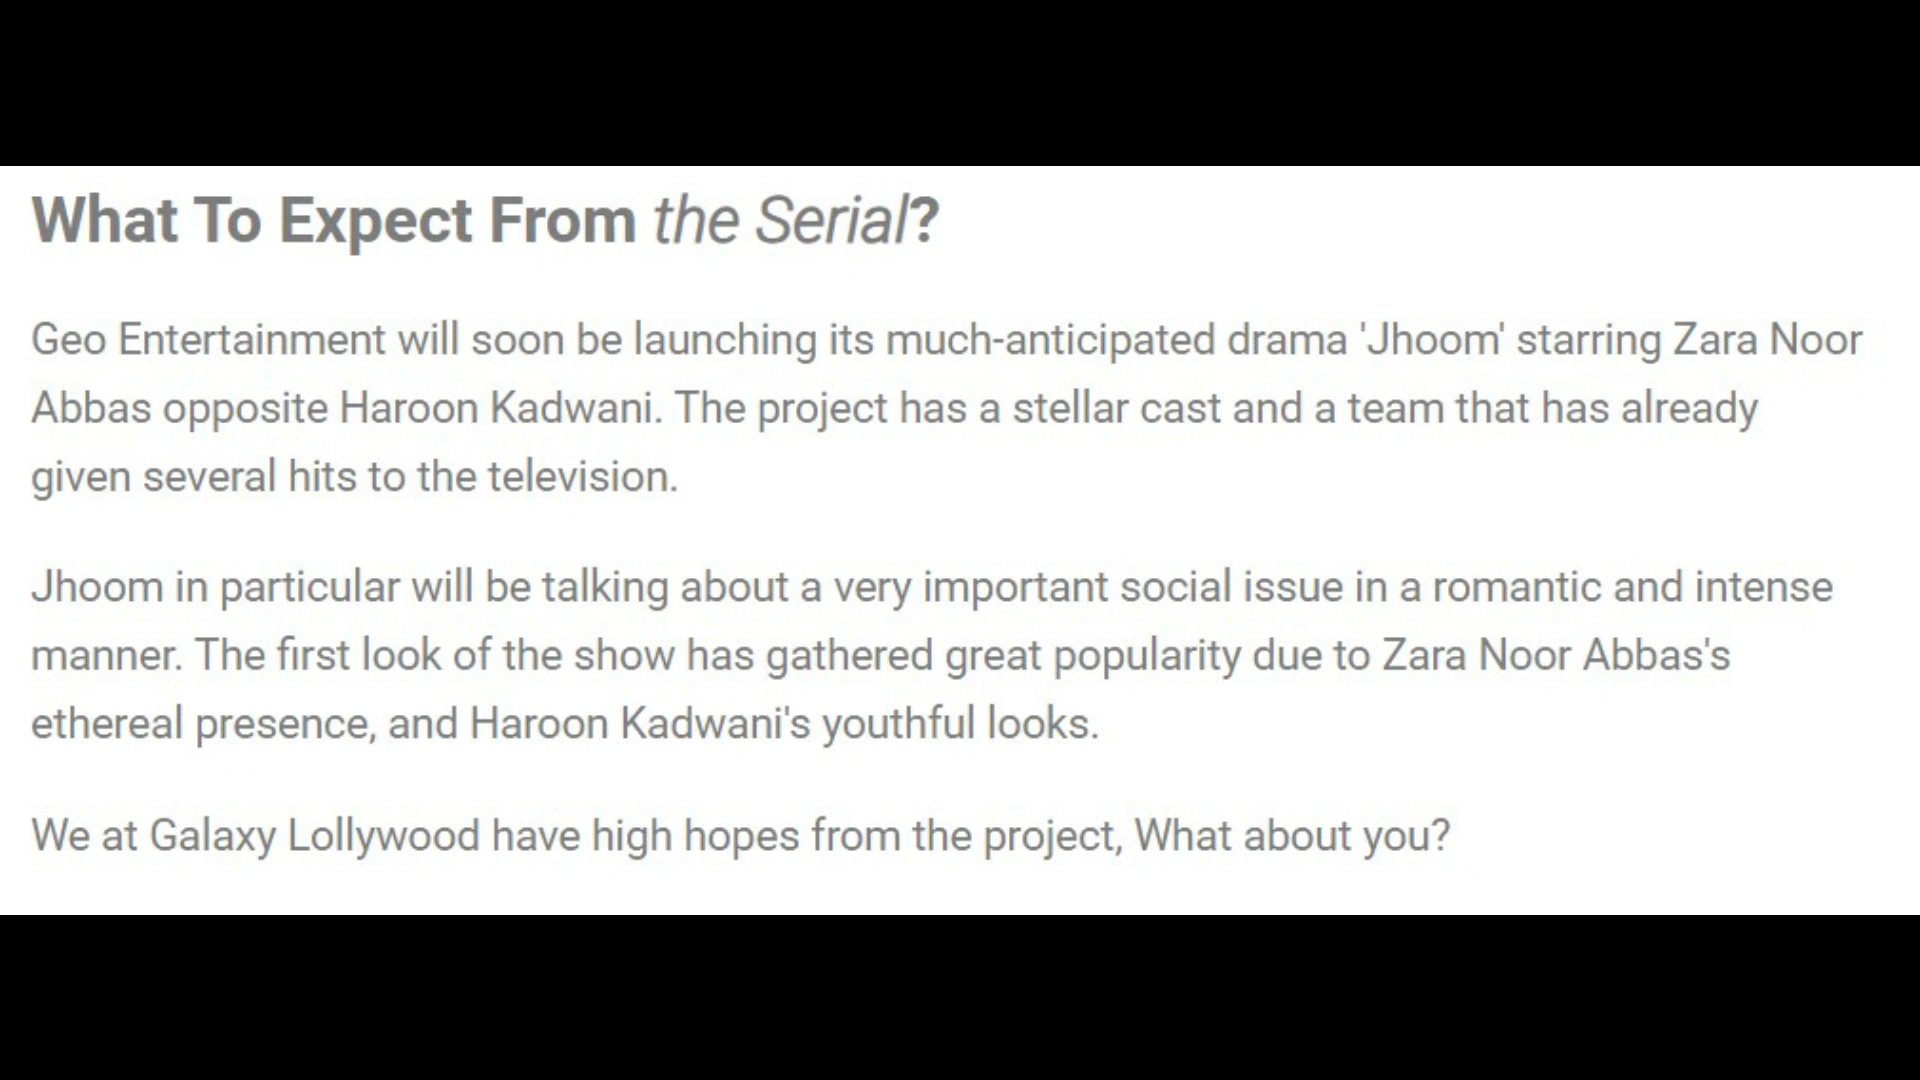 What To Expect From the Serial?
Geo Entertainment will soon be launching its much-anticipated drama 'Jhoom' starring Zara Noor
Abbas opposite Haroon Kadwani. The project has a stellar cast and a team that has already
given several hits to the television.
Jhoom in particular will be talking about a very important social issue in a romantic and intense
manner. The first look of the show has gathered great popularity due to Zara Noor Abbas's
ethereal presence, and Haroon Kadwani's youthful looks.
We at Galaxy Lollywood have high hopes from the project, What about you?